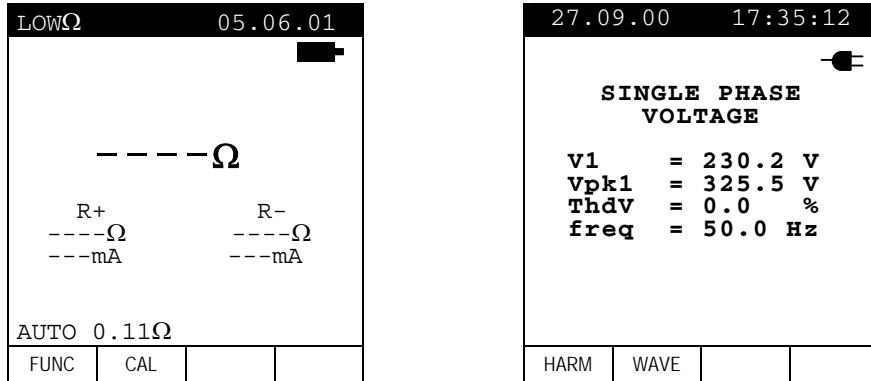 LOWΩ 05.06.01
----Ω
R+ R-
----Ω ----Ω
---mA ---mA
AUTO 0.11Ω
FUNC CAL
27.09.00 17:35:12
SINGLE PHASE
VOLTAGE
V1 = 230.2 V
Vpk1 = 325.5 V
ThdV = 0.0 %
freq = 50.0 Hz
HARM WAVE